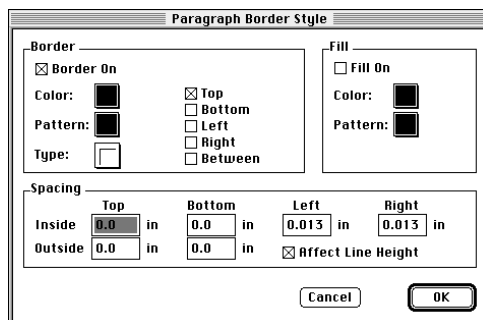 Paragraph Border Style
Border
Border On
Color:
Pattern:
Type:
Top
Bottom
Left
Right
Between
Fill
Fill On
Color:
Pattern:
Spacing
Top Bottom Left Right
Inside 0.0 in 0.0 in 0.013 in 0.013 in
Outside 0.0 in 0.0 in Affect Line Height
Cancel OK